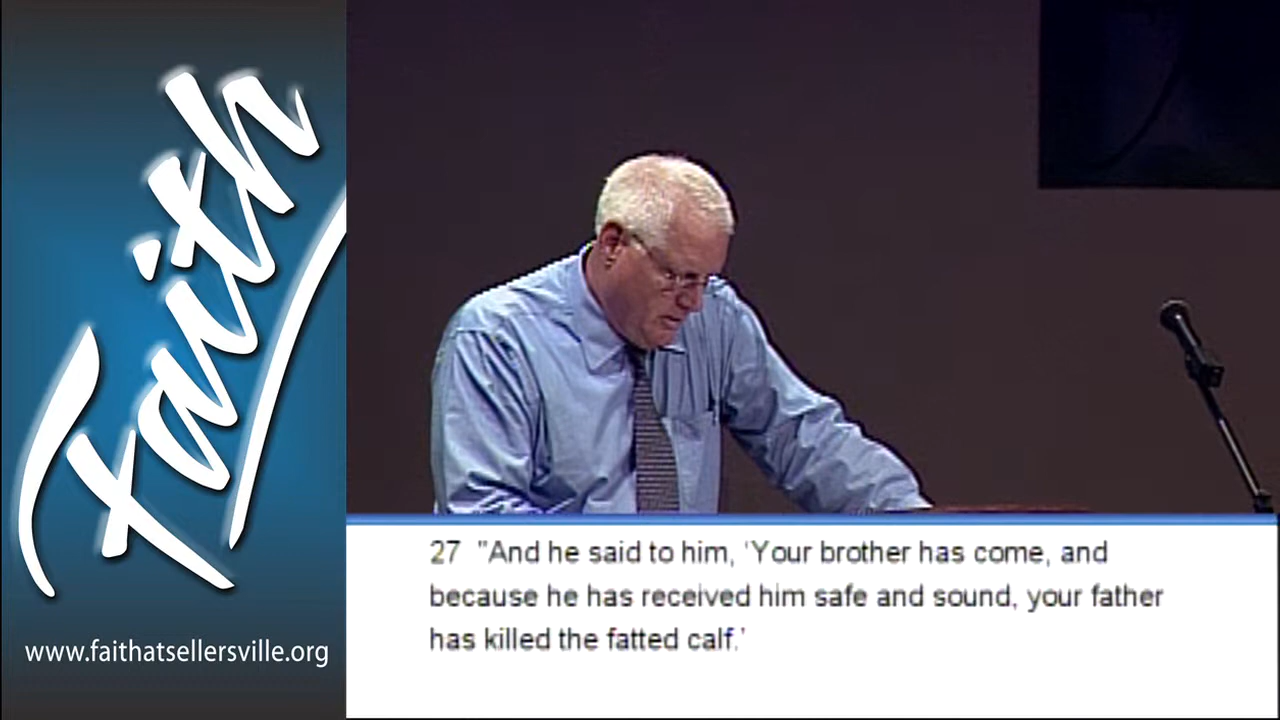 Faith
www.faithatsellersville.org
27 "And he said to him, 'Your brother has come, and
because he has received him safe and sound, your father
has killed the fatted calf.'